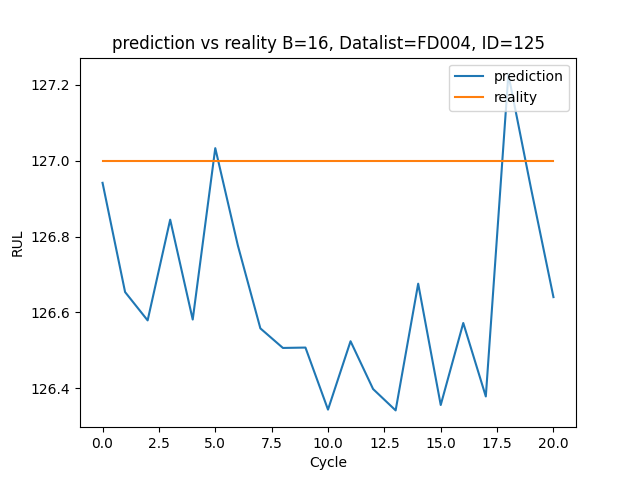 prediction vs reality B=16, Datalist=FD004, ID=125
prediction
reality
127.2
127.0
126.8
126.6
126.4
RUL
0.0 2.5 5.0 7.5 10.0 12.5 15.0 17.5 20.0
Cycle